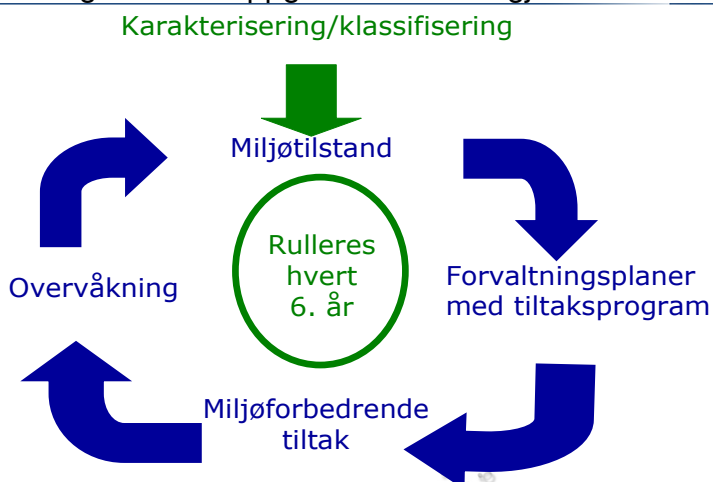 Karakterisering/klassifisering
Miljøtilstand
Rulleres
hvert
6. år
Overvåkning
Forvaltningsplaner
med tiltaksprogram
Miljøforbedrende
tiltak